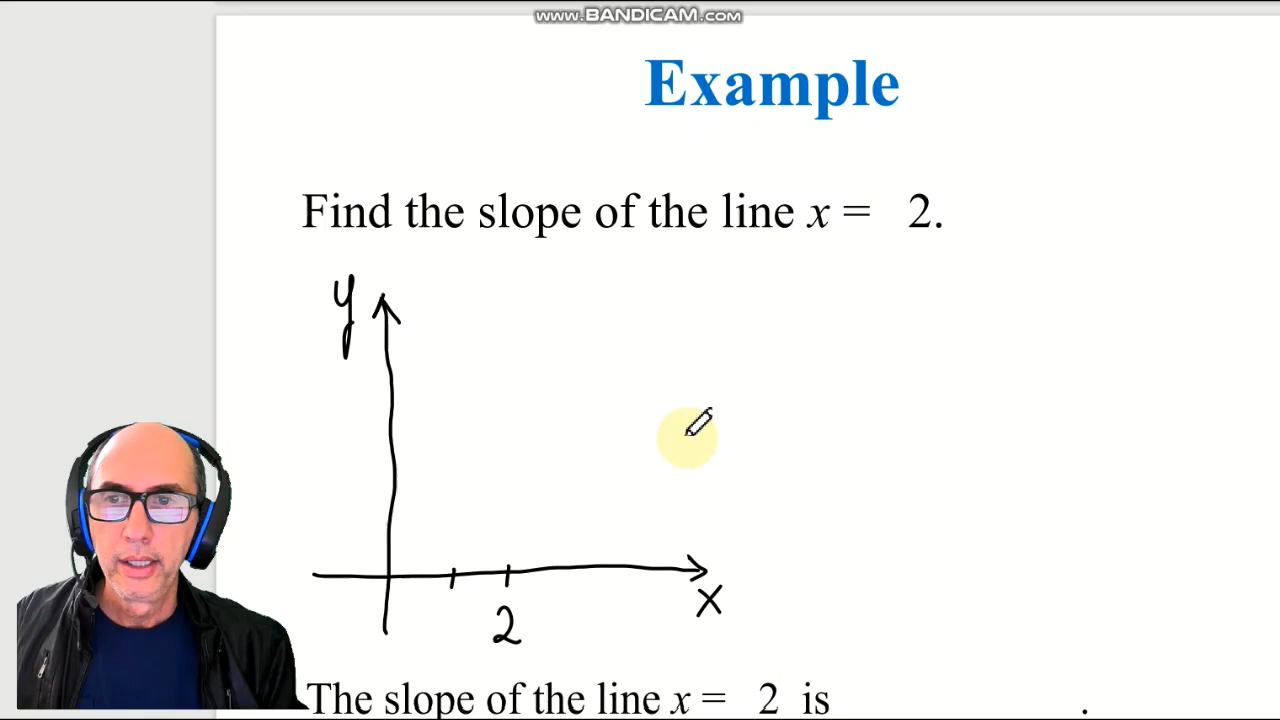 www.BANDICAM.com
Example
Find the slope of the line x = 2.
y
x
2
The slope of the line x = 2 is .